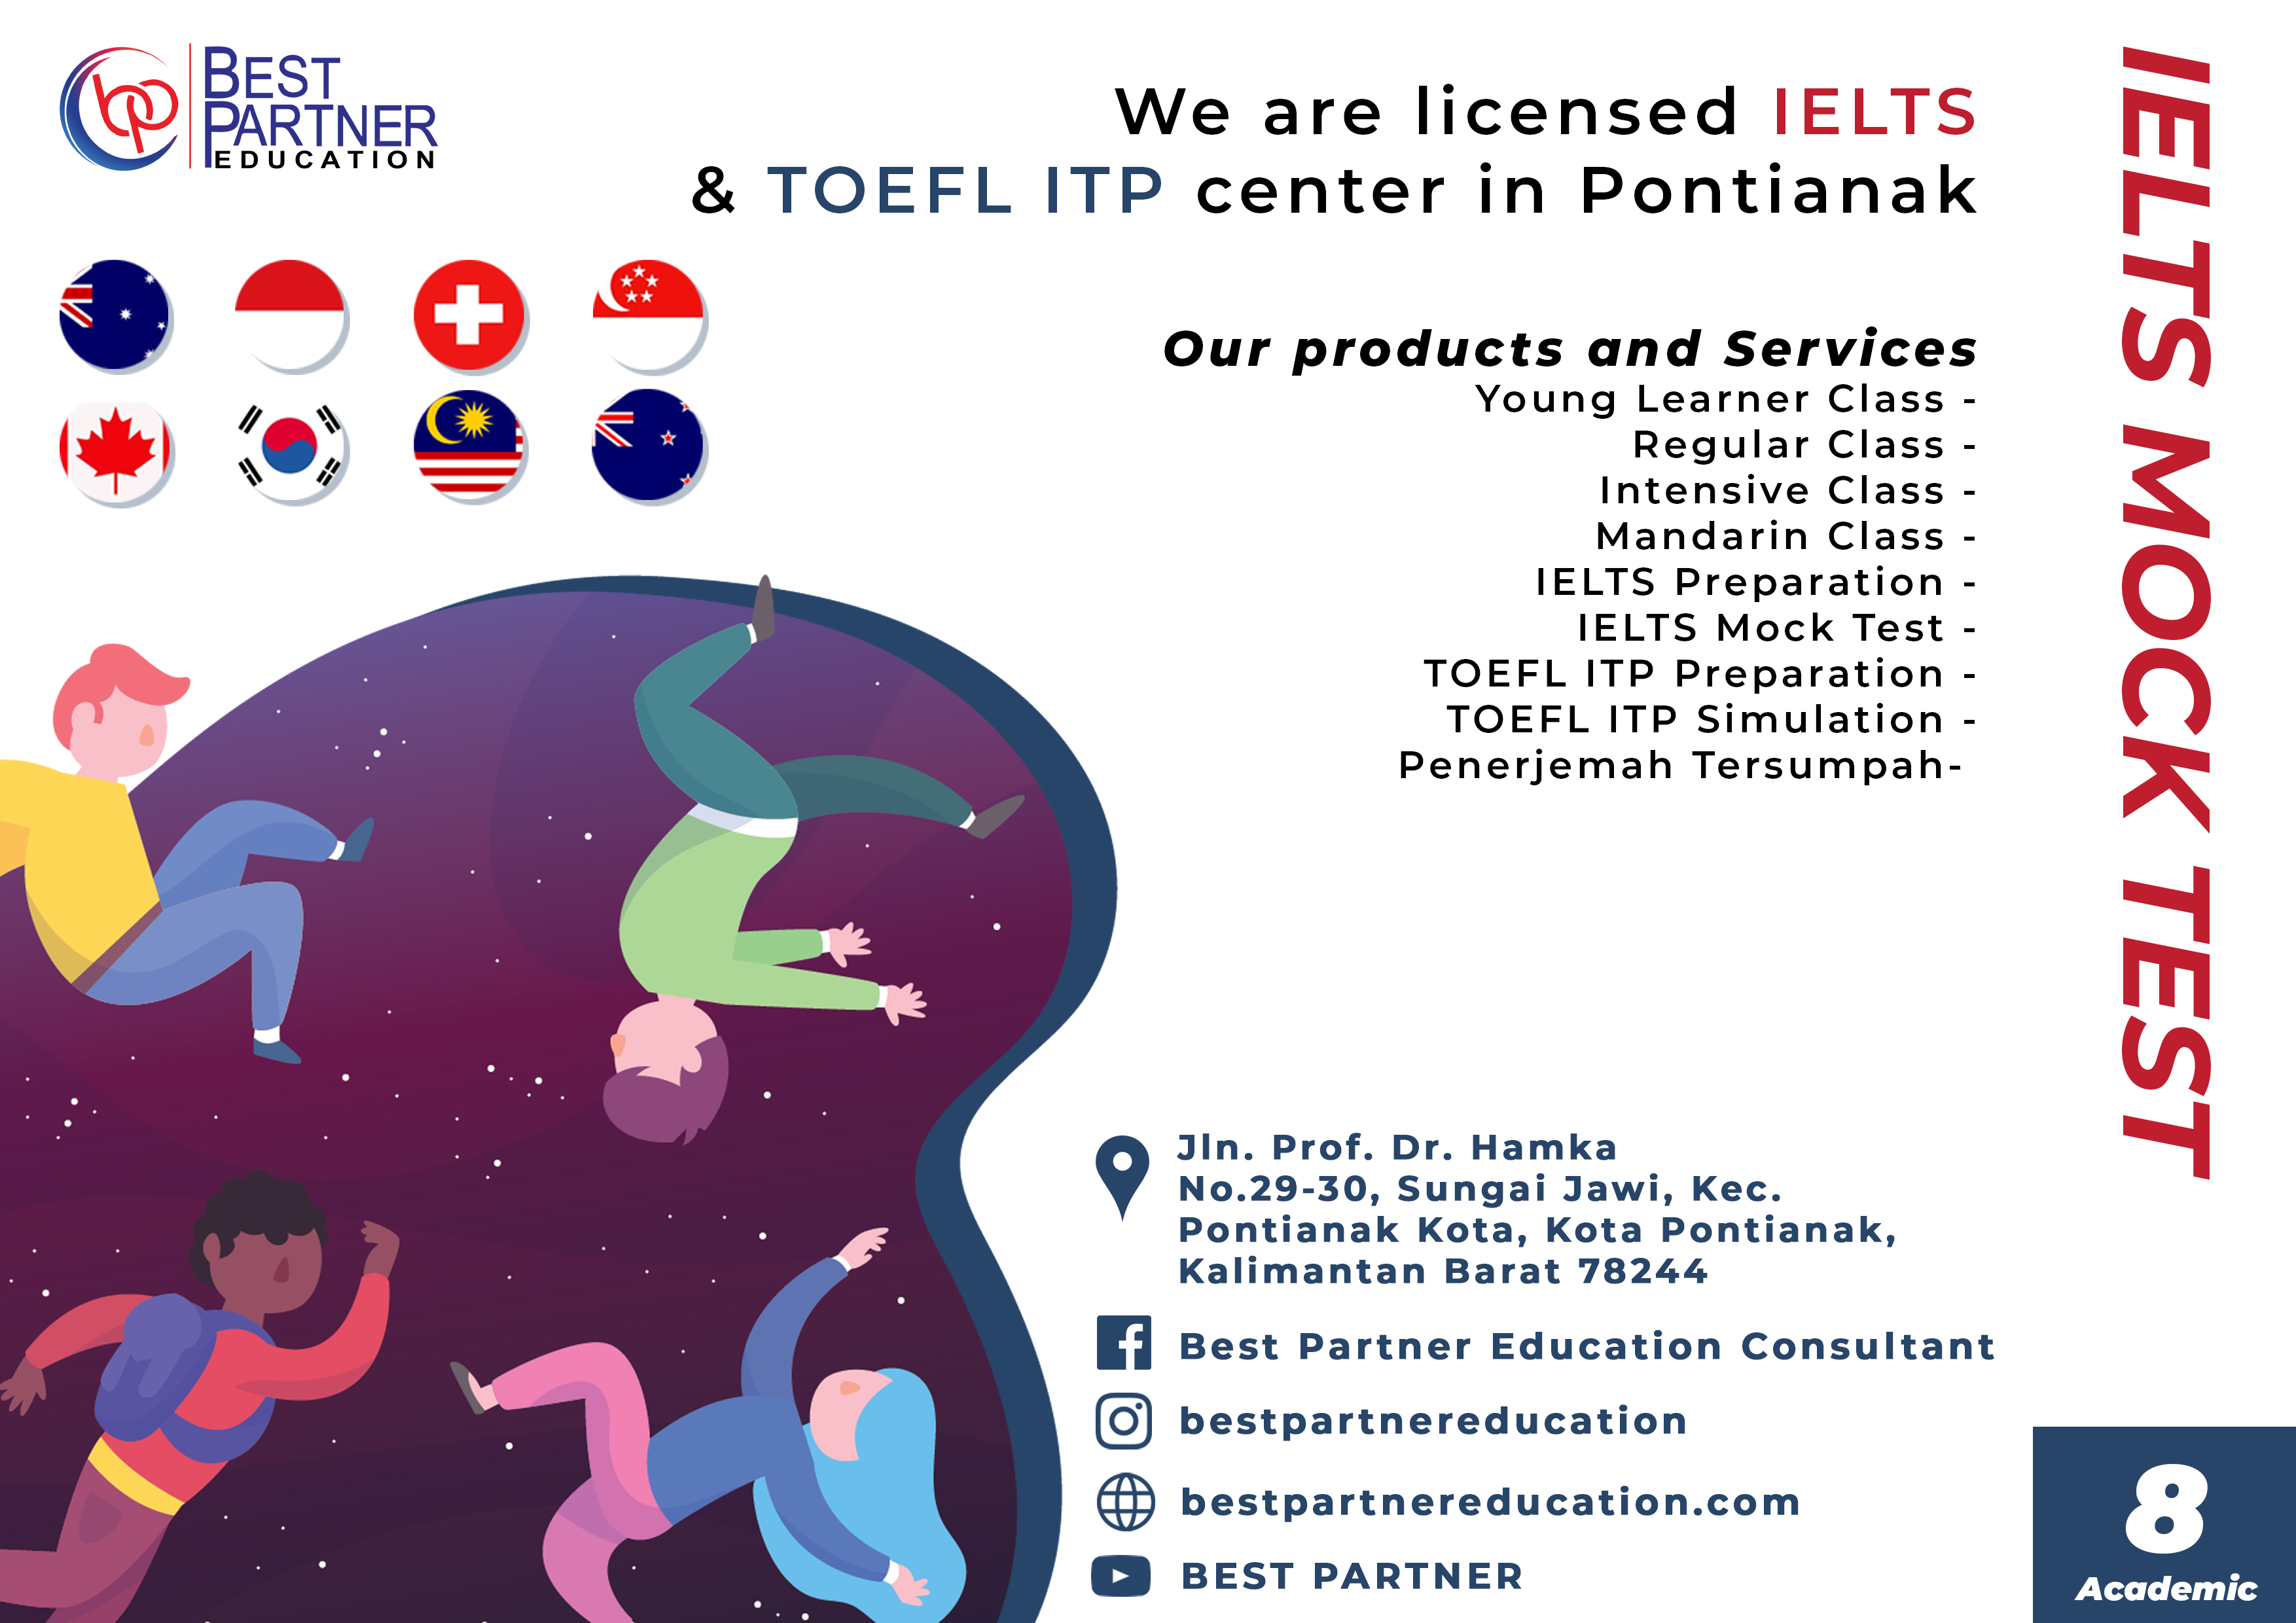 BEST
PARTNER
EDUCATION
We are licensed IELTS
& TOEFL ITP center in Pontianak
Our products and Services
Young Learner Class -
Regular Class -
Intensive Class -
Mandarin Class -
IELTS Preparation -
IELTS Mock Test -
TOEFL ITP Preparation -
TOEFL ITP Simulation -
Penerjemah Tersumpah-
IELTS MOCK TEST
Jln. Prof. Dr. Hamka
No.29-30, Sungai Jawi, Kec.
Pontianak Kota, Kota Pontianak,
Kalimantan Barat 78244
Best Partner Education Consultant
bestpartnereducation
bestpartnereducation.com
BEST PARTNER
8
Academic